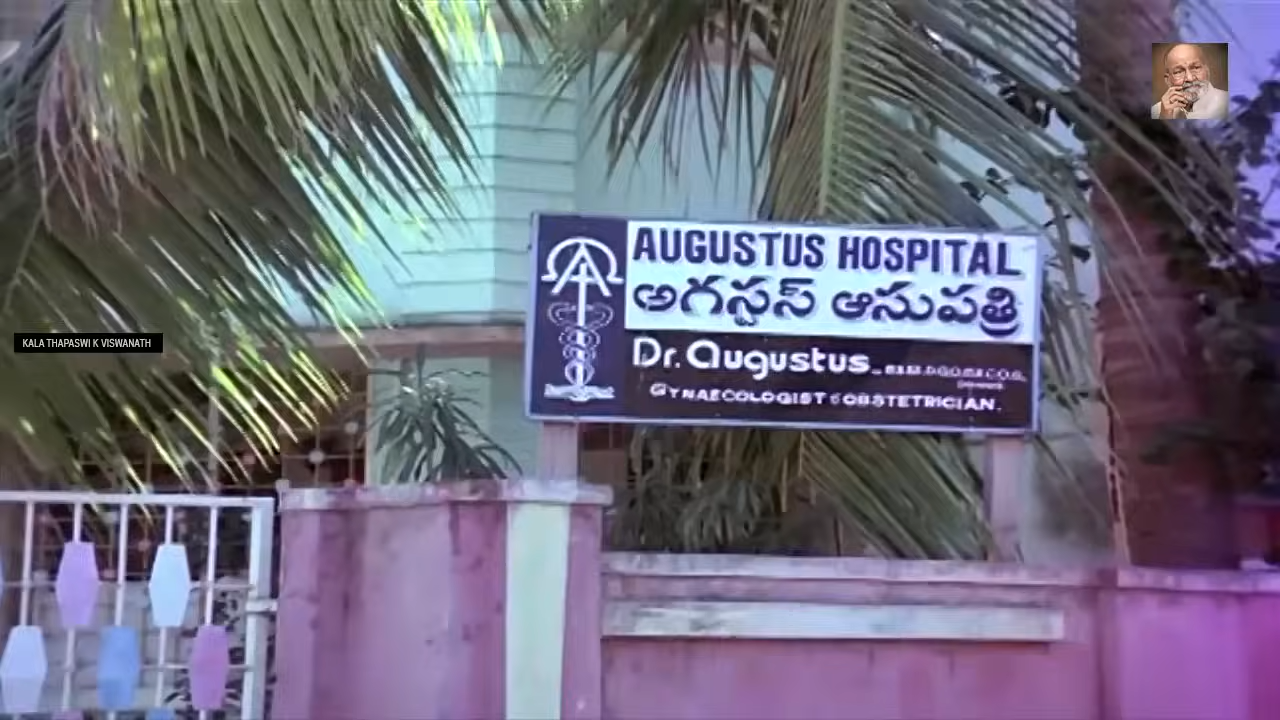 AUGUSTUS HOSPITAL
అగస్టస్ ఆసుపత్రి
Dr. Augustus
GYNAECOLOGIST & OBSTETRICIAN.
KALA THAPASWI K VISWANATH